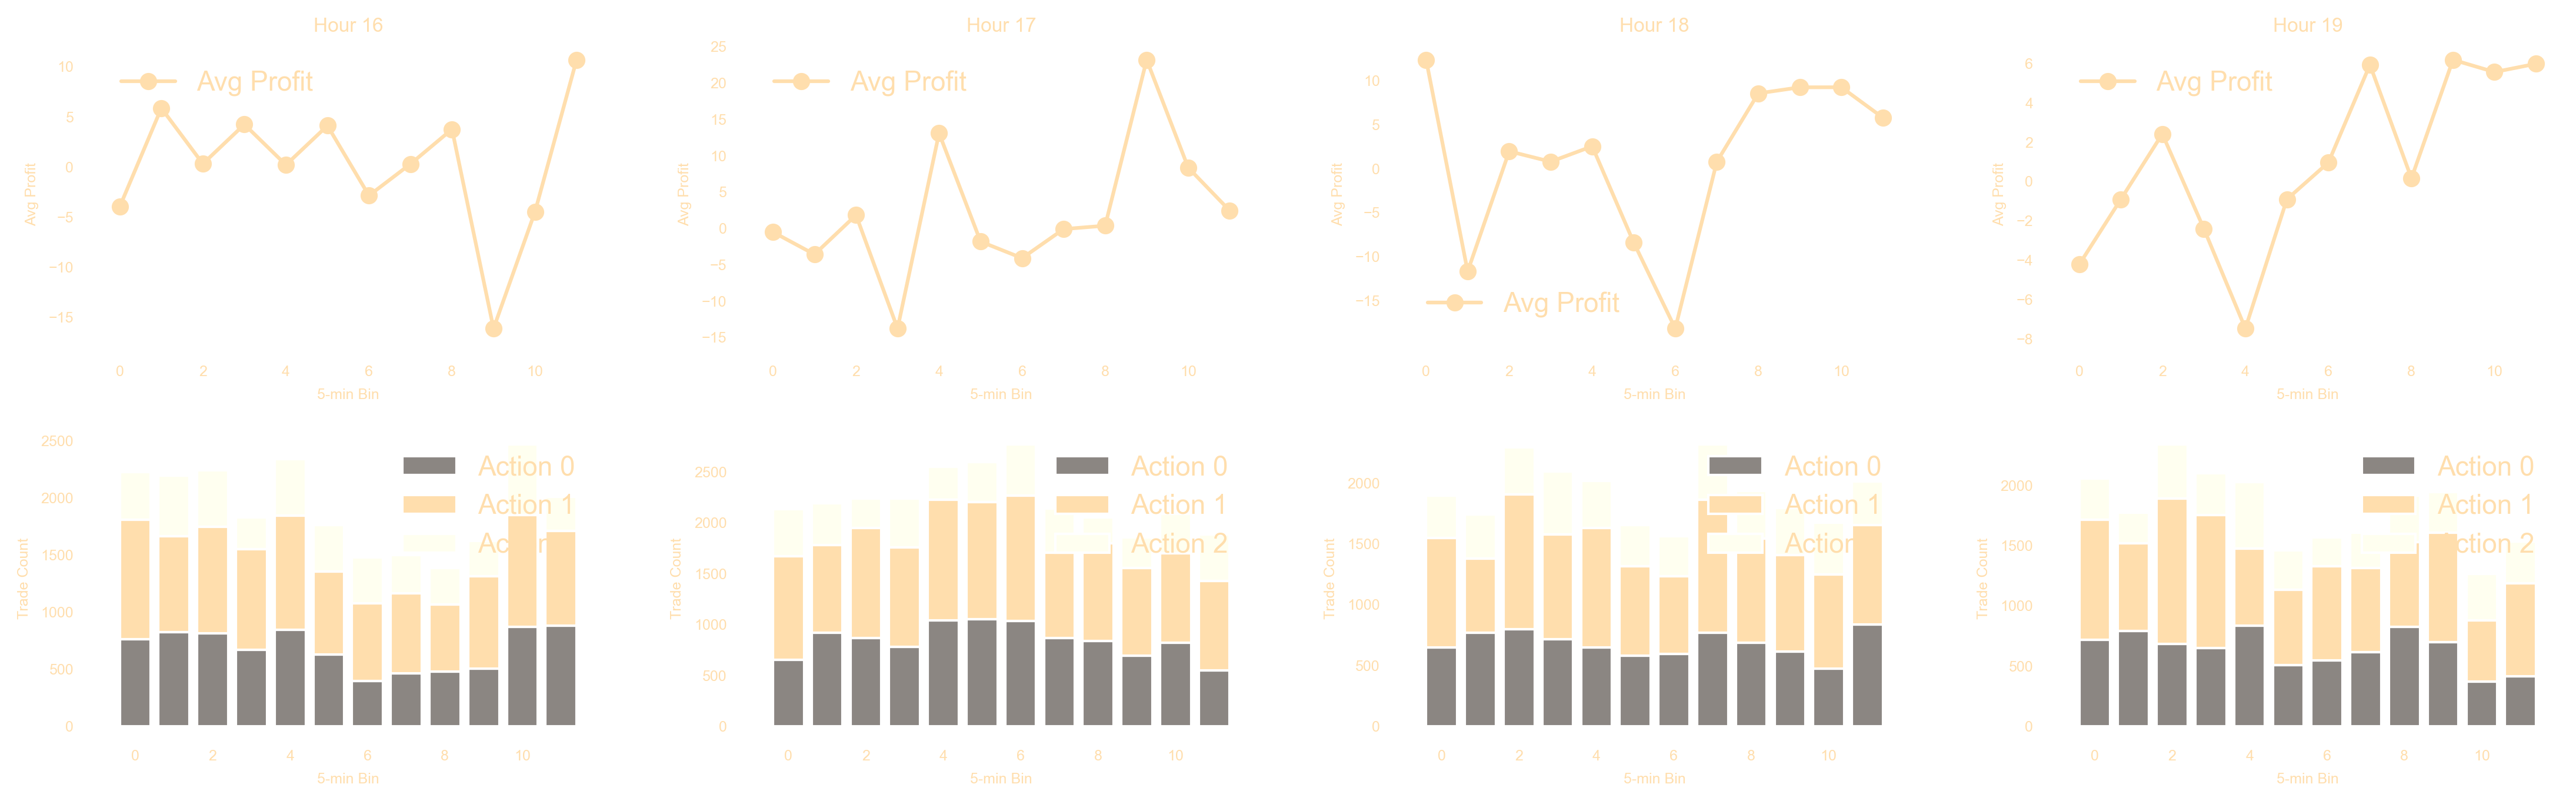 Hour 16
Avg Profit
10
5
0
−5
−10
−15
Avg Profit
0 2 4 6 8 10
5-min Bin
Hour 17
Avg Profit
25
20
15
10
5
0
−5
−10
−15
Avg Profit
0 2 4 6 8 10
5-min Bin
Hour 18
10
5
0
−5
−10
−15
Avg Profit
Avg Profit
0 2 4 6 8 10
5-min Bin
Hour 19
Avg Profit
6
4
2
0
−2
−4
−6
−8
Avg Profit
0 2 4 6 8 10
5-min Bin
2500
2000
1500
1000
500
0
Trade Count
Action 0
Action 1
0 2 4 6 8 10
5-min Bin
2500
2000
1500
1000
500
0
Trade Count
Action 0
Action 1
Action 2
0 2 4 6 8 10
5-min Bin
2000
1500
1000
500
0
Trade Count
Action 0
Action 1
Action
0 2 4 6 8 10
5-min Bin
2000
1500
1000
500
0
Trade Count
Action 0
Action 1
Action 2
0 2 4 6 8 10
5-min Bin